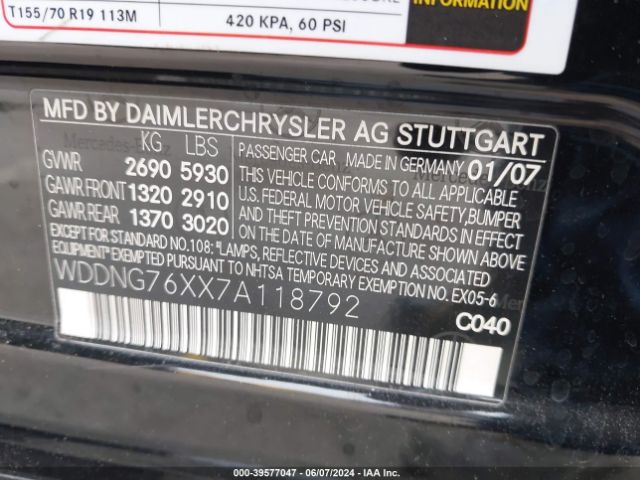 T155/70 R19 113M
420 KPA, 60 PSI
INFORMATION
MFD BY DAIMLERCHRYSLER AG STUTTGART
KG LBS
GVWR 2690 5930
GAWR.FRONT 1320 2910
GAWR.REAR 1370 3020
PASSENGER CAR, MADE IN GERMANY 01/07
THIS VEHICLE CONFORMS TO ALL APPLICABLE
U.S. FEDERAL MOTOR VEHICLE SAFETY, BUMPER
AND THEFT PREVENTION STANDARDS IN EFFECT
ON THE DATE OF MANUFACTURE SHOWN ABOVE.
EXCEPT FOR STANDARD NO.108: "LAMPS, REFLECTIVE DEVICES AND ASSOCIATED
EQUIPMENT" EXEMPTED PURSUANT TO NHTSA TEMPORARY EXEMPTION NO. EX05-6
WDDNG76XX7A118792
C040
000-39577047 - 06/07/2024 - IAA Inc.